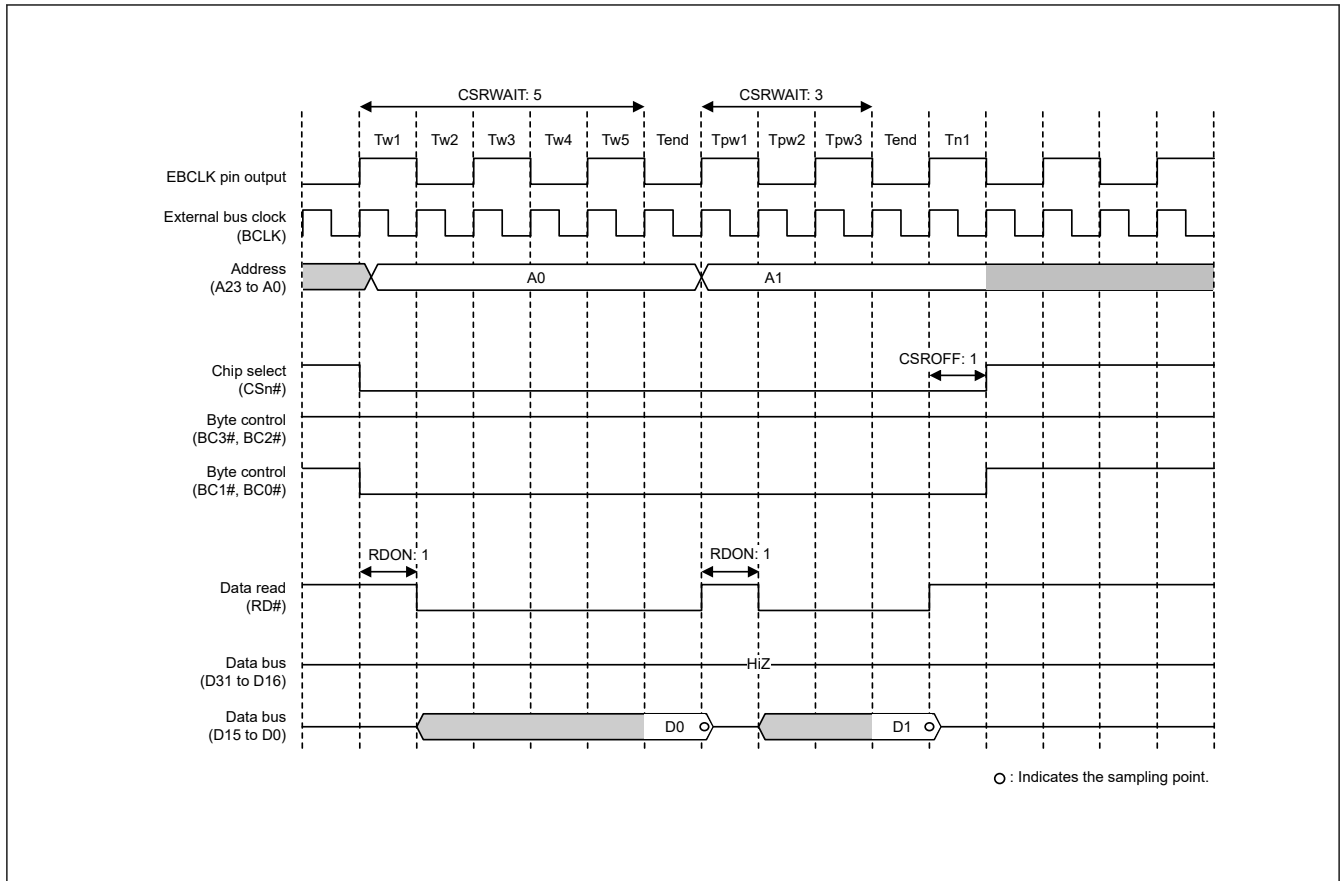 CSRWAIT: 5 CSRWAIT: 3
Tw1 Tw2 Tw3 Tw4 Tw5 Tend Tpw1 Tpw2 Tpw3 Tend Tn1
EBCLK pin output
External bus clock
(BCLK)
Address
(A23 to A0)
A0 A1
CSROFF: 1
Chip select
(CSn#)
Byte control
(BC3#, BC2#)
Byte control
(BC1#, BC0#)
RDON: 1 RDON: 1
Data read
(RD#)
Data bus
(D31 to D16)
HiZ
Data bus
(D15 to D0)
D0 D1
: Indicates the sampling point.